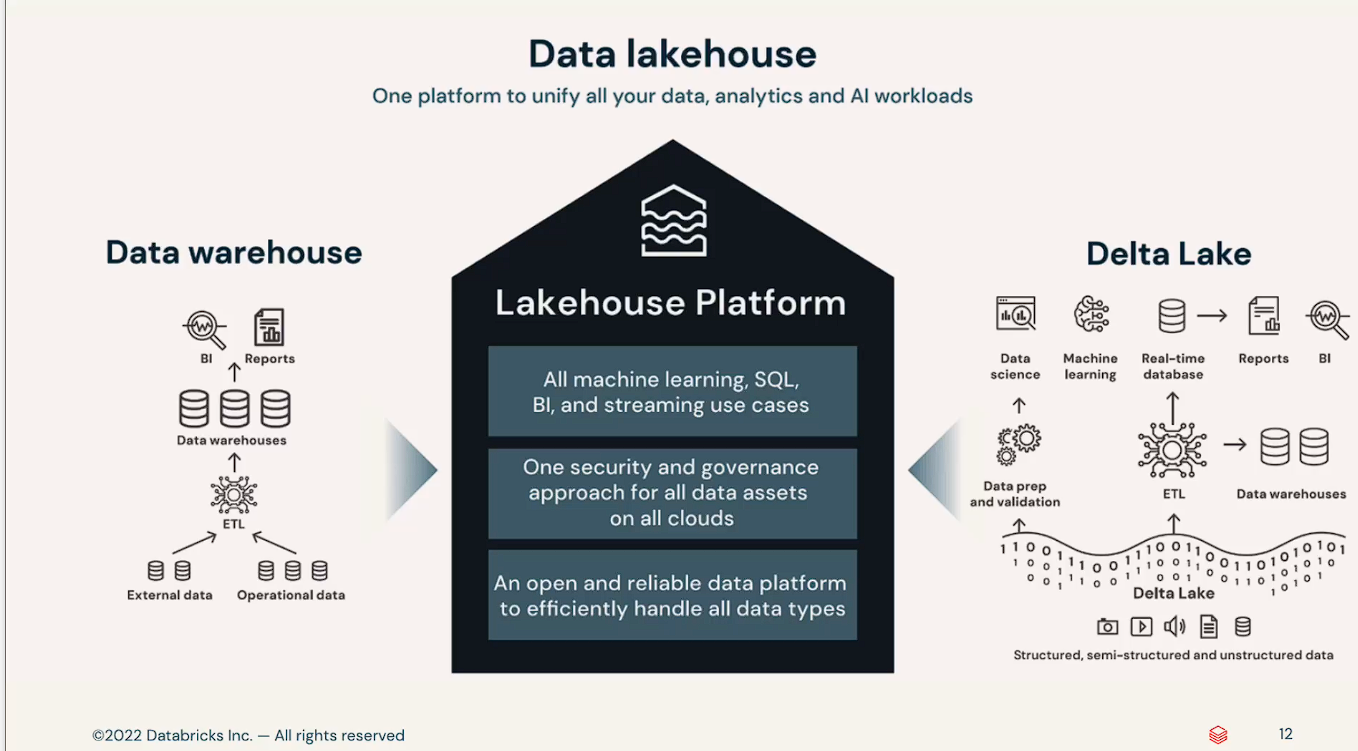 Data lakehouse
One platform to unify all your data, analytics and AI workloads
Data warehouse
BI
Reports
Data warehouses
ETL
External data
Operational data
Lakehouse Platform
All machine learning, SQL,
BI, and streaming use cases
One security and governance
approach for all data assets
on all clouds
An open and reliable data platform
to efficiently handle all data types
Delta Lake
Data
science
Machine
learning
Real-time
database
Reports
BI
Data prep
and validation
ETL
Data warehouses
Delta Lake
Structured, semi-structured and unstructured data
©2022 Databricks Inc. — All rights reserved
12